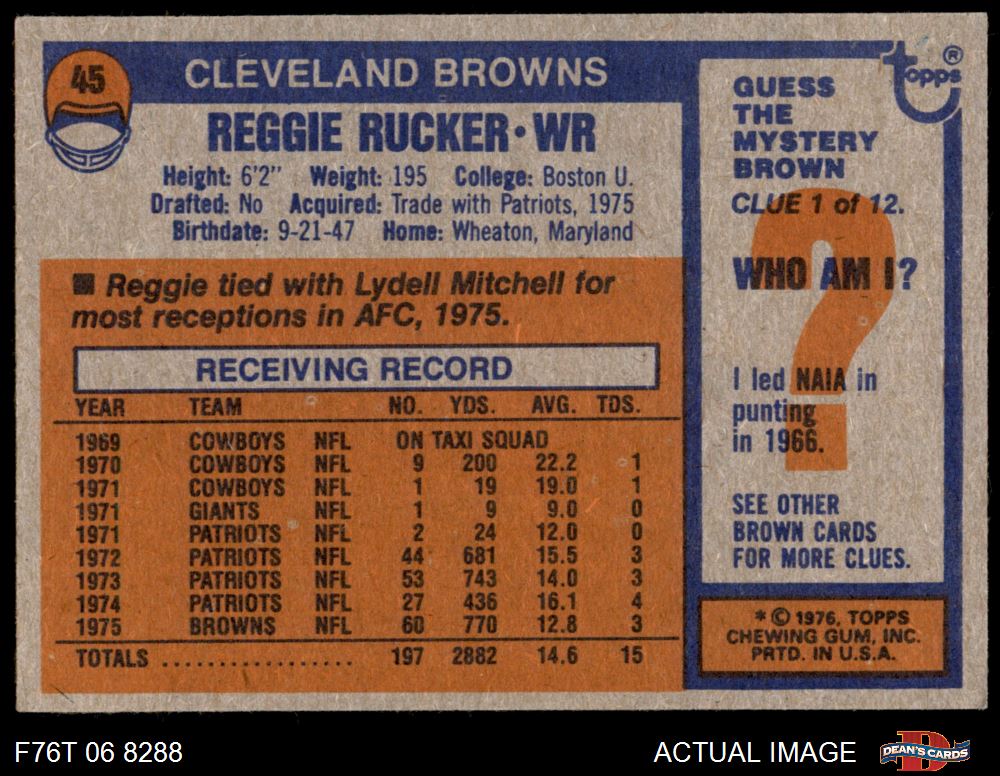 45
CLEVELAND BROWNS
REGGIE RUCKER • WR
Height: 6'2" Weight: 195 College: Boston U.
Drafted: No Acquired: Trade with Patriots, 1975
Birthdate: 9-21-47 Home: Wheaton, Maryland
■ Reggie tied with Lydell Mitchell for
most receptions in AFC, 1975.
RECEIVING RECORD
YEAR TEAM NO. YDS. AVG. TDS.
1969 COWBOYS NFL ON TAXI SQUAD
1970 COWBOYS NFL 9 200 22.2 1
1971 COWBOYS NFL 1 19 19.0 1
1971 GIANTS NFL 1 9 9.0 0
1971 PATRIOTS NFL 2 24 12.0 0
1972 PATRIOTS NFL 44 681 15.5 3
1973 PATRIOTS NFL 53 743 14.0 3
1974 PATRIOTS NFL 27 436 16.1 4
1975 BROWNS NFL 60 770 12.8 3
TOTALS .................. 197 2882 14.6 15
topps ®
GUESS
THE
MYSTERY
BROWN
CLUE 1 of 12.
?
WHO AM I?
I led NAIA in
punting
in 1966.
SEE OTHER
BROWN CARDS
FOR MORE CLUES.
* © 1976, TOPPS
CHEWING GUM, INC.
PRTD. IN U.S.A.
F76T 06 8288
ACTUAL IMAGE
D
DEAN'S CARDS